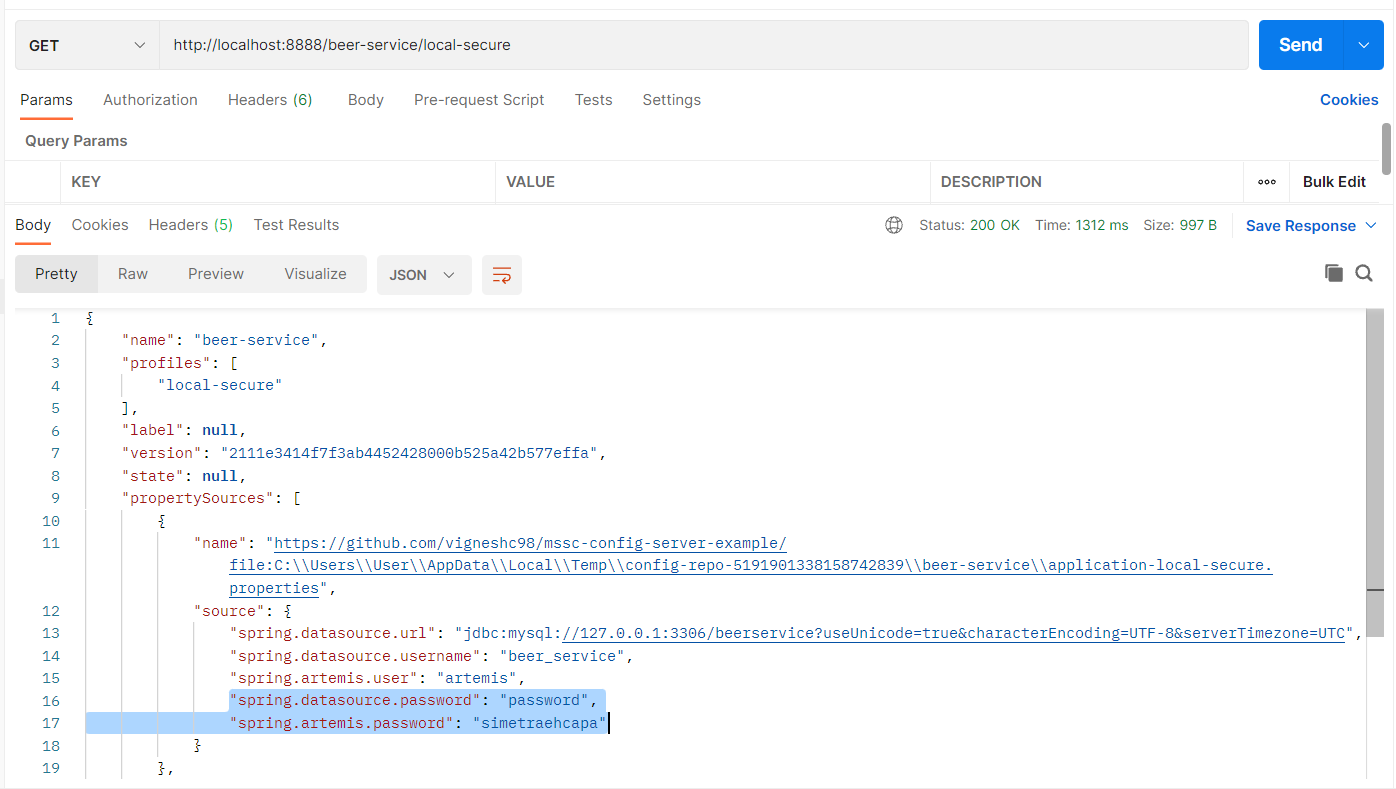 GET http://localhost:8888/beer-service/local-secure Send
Params Authorization Headers (6) Body Pre-request Script Tests Settings Cookies
Query Params
KEY VALUE DESCRIPTION ooo Bulk Edit
Body Cookies Headers (5) Test Results Status: 200 OK Time: 1312 ms Size: 997 B Save Response
Pretty Raw Preview Visualize JSON
1 {
2 "name": "beer-service",
3 "profiles": [
4 "local-secure"
5 ],
6 "label": null,
7 "version": "2111e3414f7f3ab4452428000b525a42b577effa",
8 "state": null,
9 "propertySources": [
10 {
11 "name": "https://github.com/vigneshc98/mssc-config-server-example/
file:C:\\Users\\User\\AppData\\Local\\Temp\\config-repo-5191901338158742839\\beer-service\\application-local-secure.
properties",
12 "source": {
13 "spring.datasource.url": "jdbc:mysql://127.0.0.1:3306/beerservice?useUnicode=true&characterEncoding=UTF-8&serverTimezone=UTC",
14 "spring.datasource.username": "beer_service",
15 "spring.artemis.user": "artemis",
16 "spring.datasource.password": "password",
17 "spring.artemis.password": "simetraehcapa"
18 }
19 },